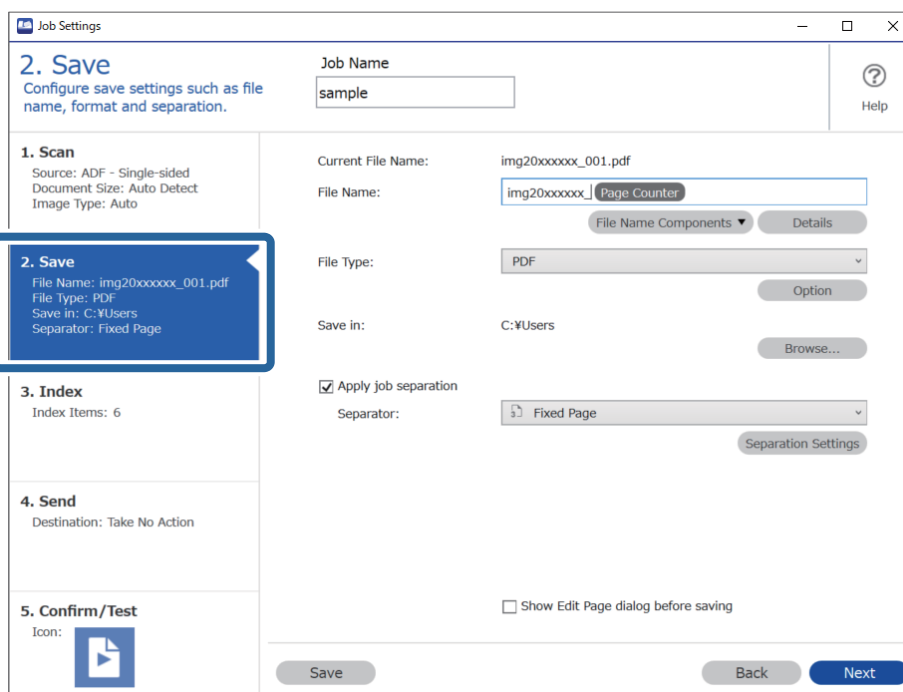 Job Settings
2. Save
Configure save settings such as file
name, format and separation.
Job Name
sample
Help
1. Scan
Source: ADF - Single-sided
Document Size: Auto Detect
Image Type: Auto
2. Save
File Name: img20xxxxxx_001.pdf
File Type: PDF
Save in: C:¥Users
Separator: Fixed Page
3. Index
Index Items: 6
4. Send
Destination: Take No Action
5. Confirm/Test
Icon:
Current File Name: img20xxxxxx_001.pdf
File Name: img20xxxxxx_ Page Counter
File Name Components ▼ Details
File Type: PDF
Option
Save in: C:¥Users
Browse...
Apply job separation
Separator: Fixed Page
Separation Settings
Show Edit Page dialog before saving
Save Back Next